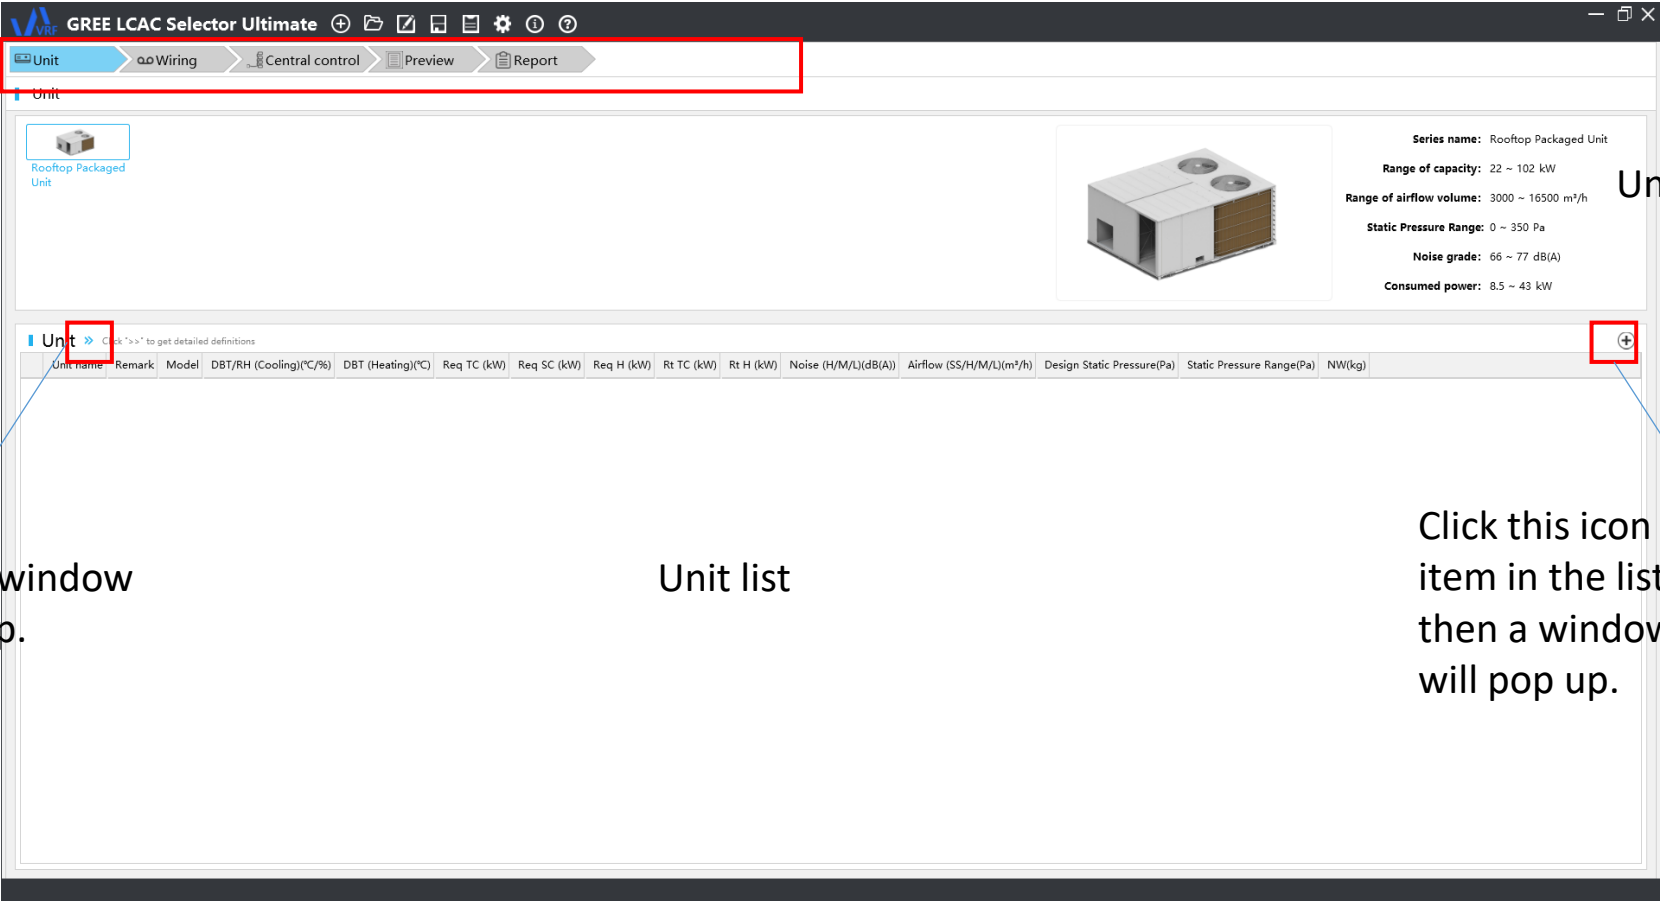 VRF GREE LCAC Selector Ultimate
Unit Wiring Central control Preview Report
Unit
Rooftop Packaged
Unit
Series name: Rooftop Packaged Unit
Range of capacity: 22 ~ 102 kW
Un
Range of airflow volume: 3000 ~ 16500 m³/h
Static Pressure Range: 0 ~ 350 Pa
Noise grade: 66 ~ 77 dB(A)
Consumed power: 8.5 ~ 43 kW
Unit » Click ">>" to get detailed definitions
Unit name Remark Model DBT/RH (Cooling)(°C/%) DBT (Heating)(°C) Req TC (kW) Req SC (kW) Req H (kW) Rt TC (kW) Rt H (kW) Noise (H/M/L)(dB(A)) Airflow (SS/H/M/L)(m³/h) Design Static Pressure(Pa) Static Pressure Range(Pa) NW(kg)
window
p.
Unit list
Click this icon
item in the list
then a window
will pop up.